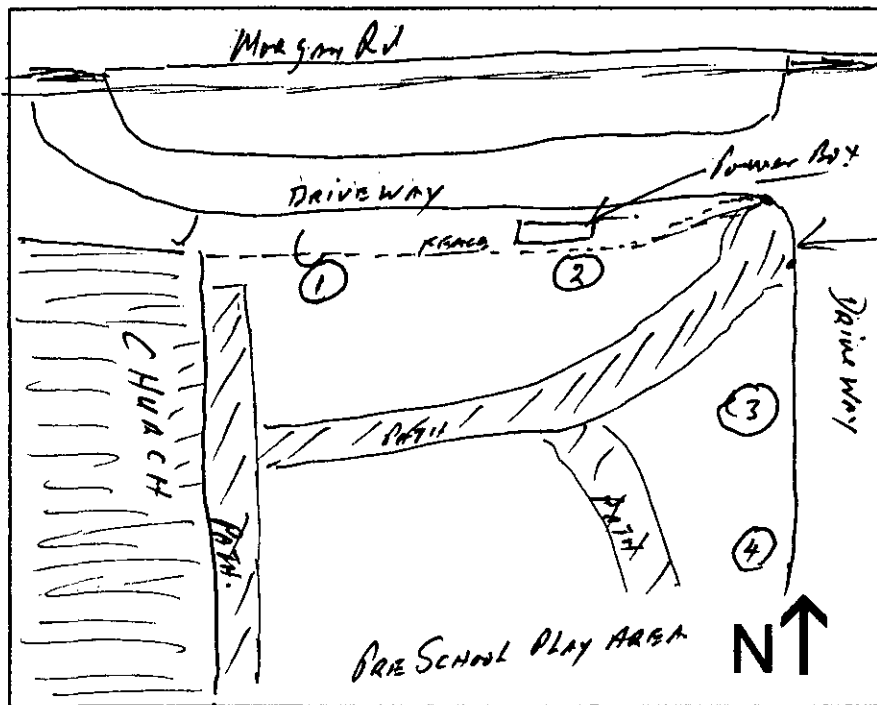 Morgan Rd
Power Box
DRIVEWAY
FENCE
1
2
DRIVEWAY
CHURCH
3
PATH
PATH
PATH.
4
PRE SCHOOL PLAY AREA
N